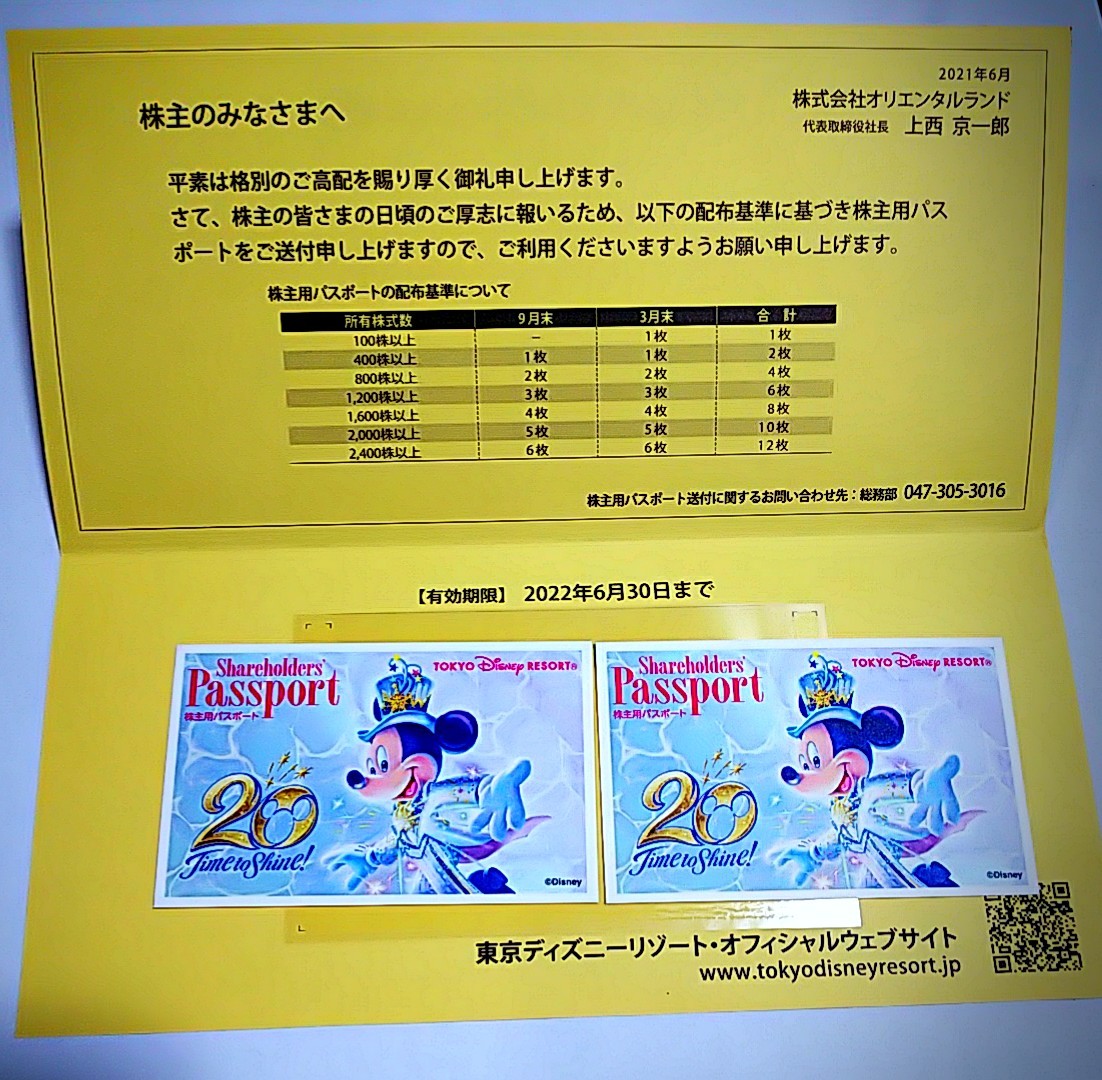 2021年6月
株式会社オリエンタルランド
代表取締役社長 上西 京一郎
株主のみなさまへ
平素は格別のご高配を賜り厚く御礼申し上げます。
さて、株主の皆さまの日頃のご厚志に報いるため、以下の配布基準に基づき株主用パス
ポートをご送付申し上げますので、ご利用くださいますようお願い申し上げます。
株主用パスポートの配布基準について
所有株式数 9月末 3月末 合計
100株以上 − 1枚 1枚
400株以上 1枚 1枚 2枚
800株以上 2枚 2枚 4枚
1,200株以上 3枚 3枚 6枚
1,600株以上 4枚 4枚 8枚
2,000株以上 5枚 5枚 10枚
2,400株以上 6枚 6枚 12枚
株主用パスポート送付に関するお問い合わせ先：総務部 047-305-3016
【有効期限】 2022年6月30日まで
Shareholders'
Passport
株主用パスポート
TOKYO Disney RESORT®
20
Time to Shine!
©Disney
Shareholders'
Passport
株主用パスポート
TOKYO Disney RESORT®
20
Time to Shine!
©Disney
東京ディズニーリゾート・オフィシャルウェブサイト
www.tokyodisneyresort.jp